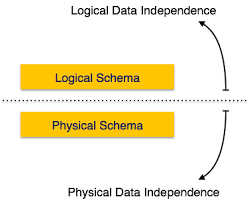 Logical Data Independence
Logical Schema
Physical Schema
Physical Data Independence